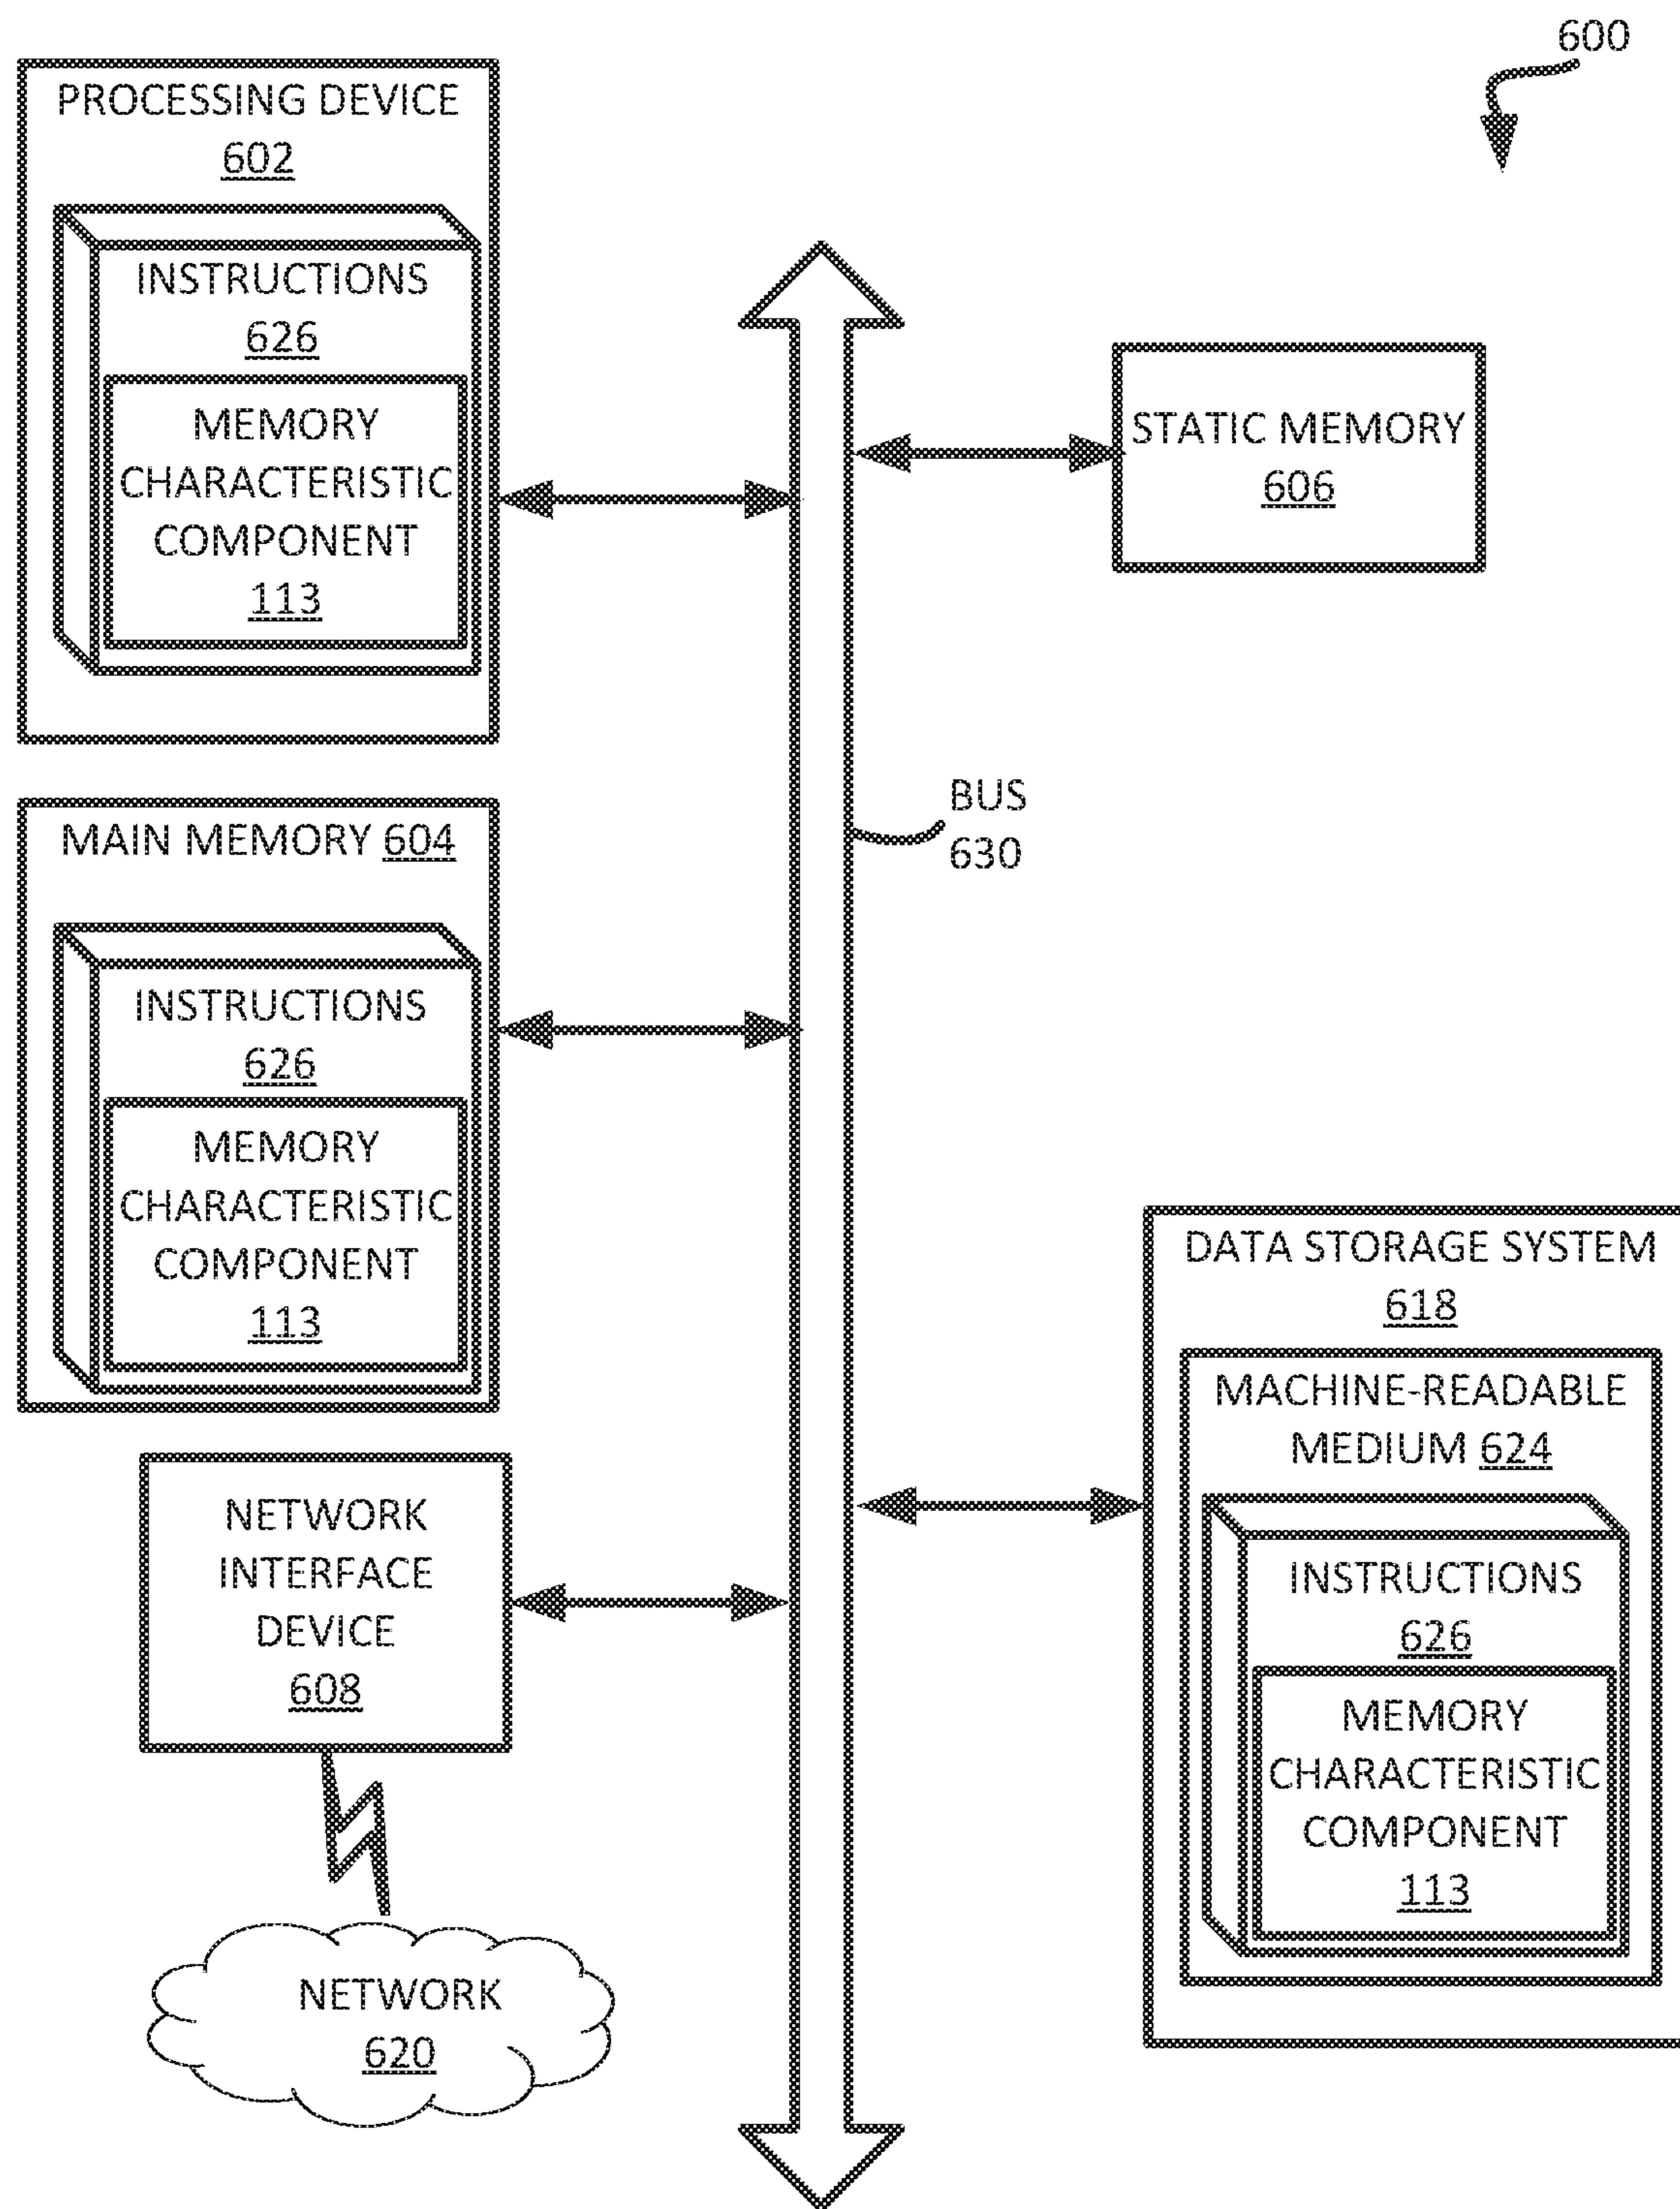 600
PROCESSING DEVICE
602
INSTRUCTIONS
626
MEMORY
CHARACTERISTIC
COMPONENT
113
STATIC MEMORY
606
BUS
630
MAIN MEMORY 604
INSTRUCTIONS
626
MEMORY
CHARACTERISTIC
COMPONENT
113
DATA STORAGE SYSTEM
618
MACHINE-READABLE
MEDIUM 624
INSTRUCTIONS
626
MEMORY
CHARACTERISTIC
COMPONENT
113
NETWORK
INTERFACE
DEVICE
608
NETWORK
620